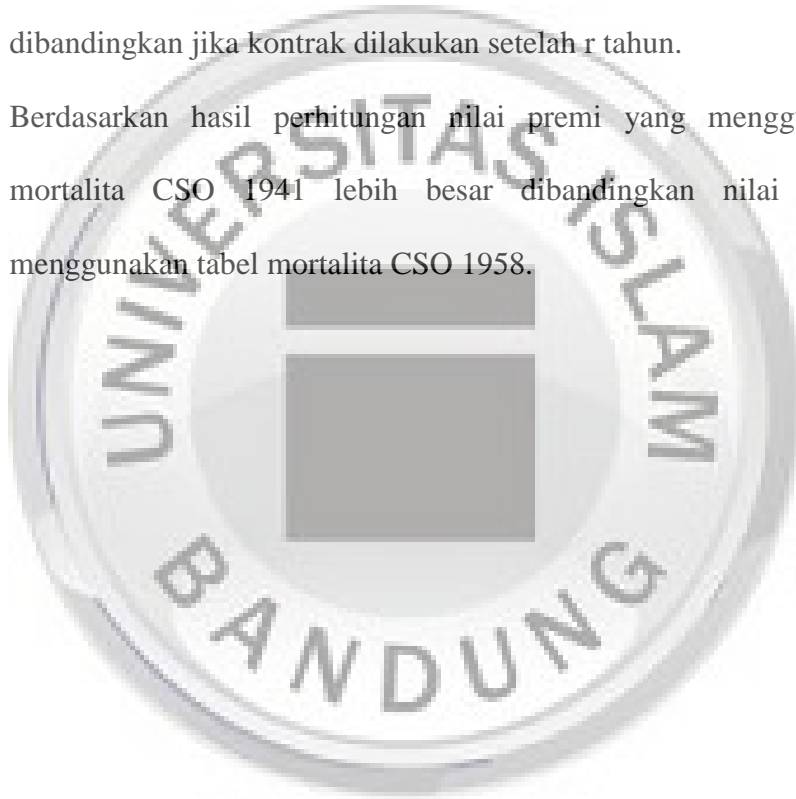 dibandingkan jika kontrak dilakukan setelah r tahun.
Berdasarkan hasil perhitungan nilai premi yang mengg
mortalita CSO 1941 lebih besar dibandingkan nilai
menggunakan tabel mortalita CSO 1958.
UNIVERSITAS ISLAM
BANDUNG